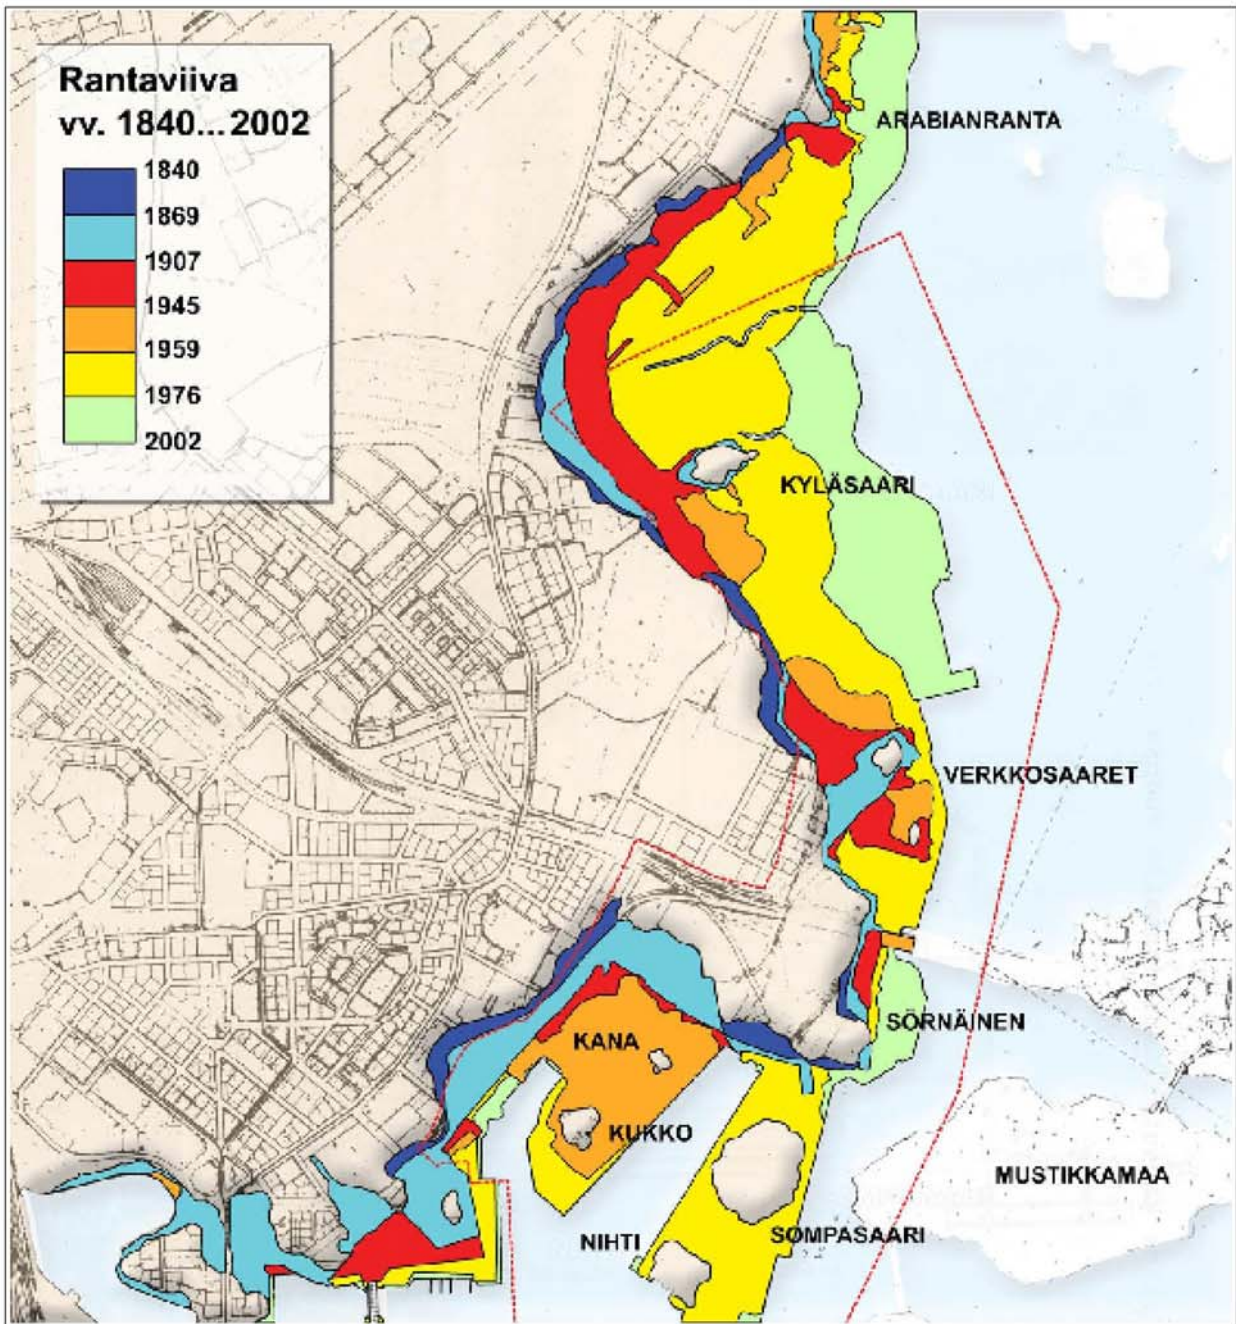 Rantaviiva
vv. 1840... 2002
1840
1869
1907
1945
1959
1976
2002
ARABIANRANTA
KYLÄSAARI
VERKKOSAARET
SÖRNÄINEN
KANA
KUKKO
MUSTIKKAMAA
NIHTI
SOMPASAARI